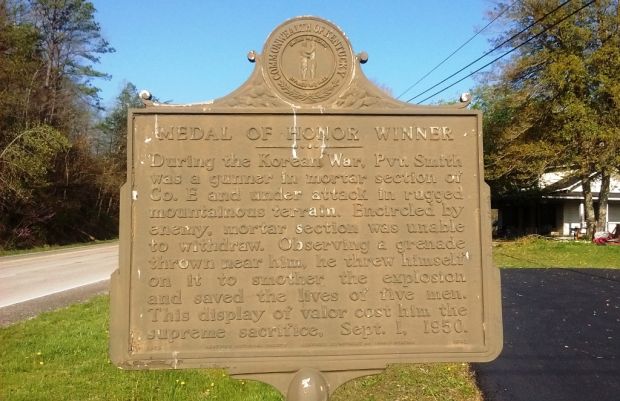 COMMONWEALTH OF KENTUCKY
MEDAL OF HONOR WINNER
During the Korean War, Pvt. Smith
was a gunner in mortar section of
Co. E and under attack in rugged
mountainous terrain. Encircled by
enemy, mortar section was unable
to withdraw. Observing a grenade
thrown near him, he threw himself
on it to smother the explosion
and saved the lives of five men.
This display of valor cost him the
supreme sacrifice, Sept. 1, 1950.